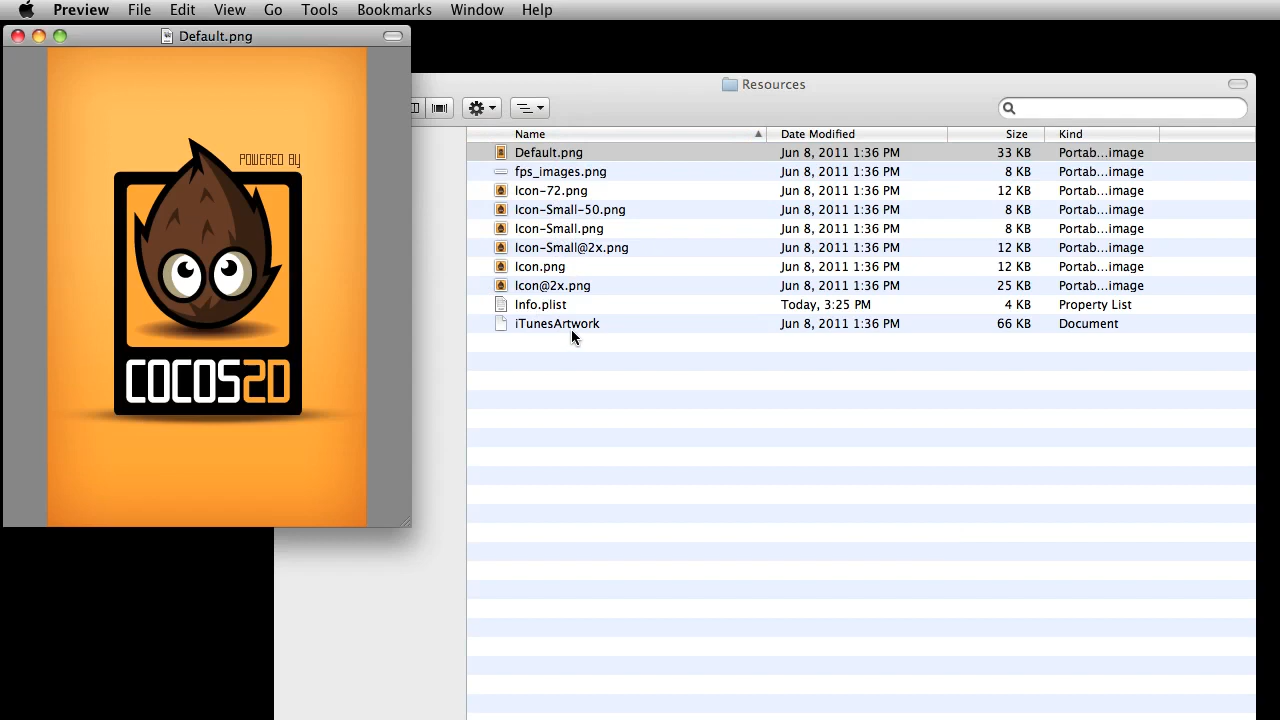 Preview File Edit View Go Tools Bookmarks Window Help
Default.png
POWERED BY
COCOS2D
Resources
Name Date Modified Size Kind
Default.png Jun 8, 2011 1:36 PM 33 KB Portab...image
fps_images.png Jun 8, 2011 1:36 PM 8 KB Portab...image
Icon-72.png Jun 8, 2011 1:36 PM 12 KB Portab...image
Icon-Small-50.png Jun 8, 2011 1:36 PM 8 KB Portab...image
Icon-Small.png Jun 8, 2011 1:36 PM 8 KB Portab...image
Icon-Small@2x.png Jun 8, 2011 1:36 PM 12 KB Portab...image
Icon.png Jun 8, 2011 1:36 PM 12 KB Portab...image
Icon@2x.png Jun 8, 2011 1:36 PM 25 KB Portab...image
Info.plist Today, 3:25 PM 4 KB Property List
iTunesArtwork Jun 8, 2011 1:36 PM 66 KB Document